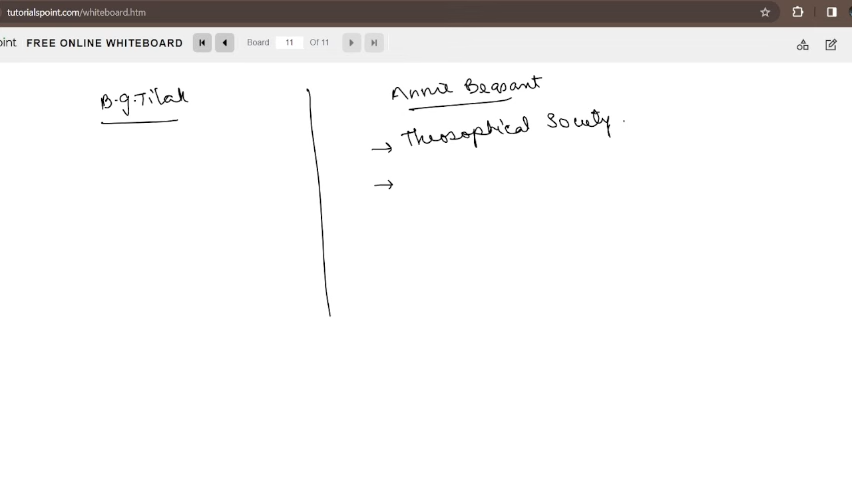 tutorialspoint.com/whiteboard.htm
oint FREE ONLINE WHITEBOARD Board 11 Of 11
B.g.Tilak
Annie Beasant
→ Theosophical Society.
→